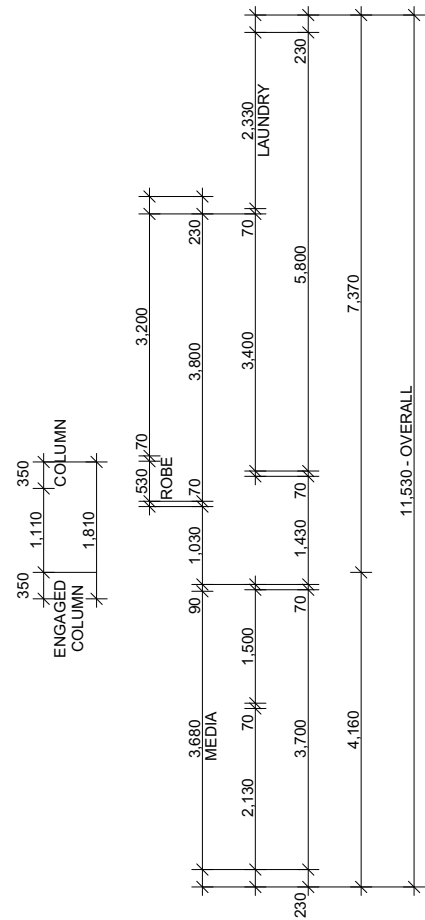 350 1,110 350
ENGAGED
COLUMN
COLUMN
1,810
530 70 3,200
ROBE
3,680 90 1,030 70 3,800 230
MEDIA
2,130 70 1,500 3,400 70 2,330
LAUNDRY
230 3,700 70 1,430 70 5,800 230
4,160 7,370
11,530 - OVERALL